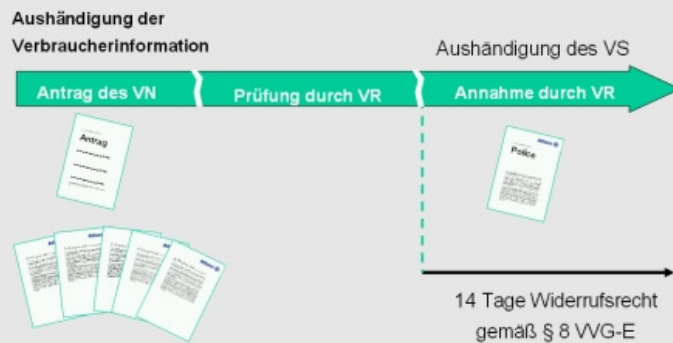 Aushändigung der
Verbraucherinformation
Aushändigung des VS
Antrag des VN
Prüfung durch VR
Annahme durch VR
Antrag
Police
14 Tage Widerrufsrecht
gemäß § 8 VVG-E